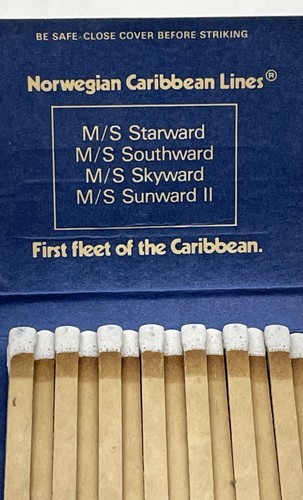 BE SAFE-CLOSE COVER BEFORE STRIKING
Norwegian Caribbean Lines®
M/S Starward
M/S Southward
M/S Skyward
M/S Sunward II
First fleet of the Caribbean.